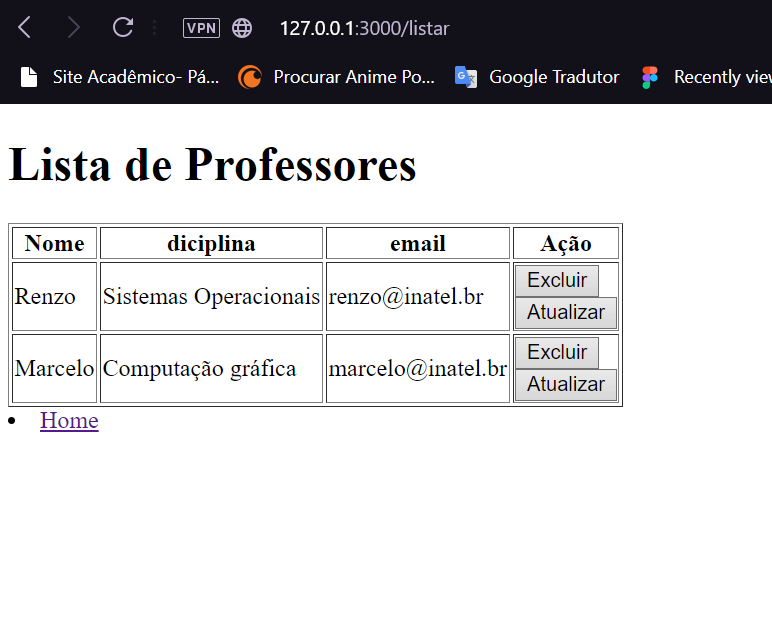 VPN 127.0.0.1:3000/listar
Site Acadêmico- Pá... Procurar Anime Po... Google Tradutor Recently view
Lista de Professores
Nome diciplina email Ação
Renzo Sistemas Operacionais renzo@inatel.br Excluir
Atualizar
Marcelo Computação gráfica marcelo@inatel.br Excluir
Atualizar
Home